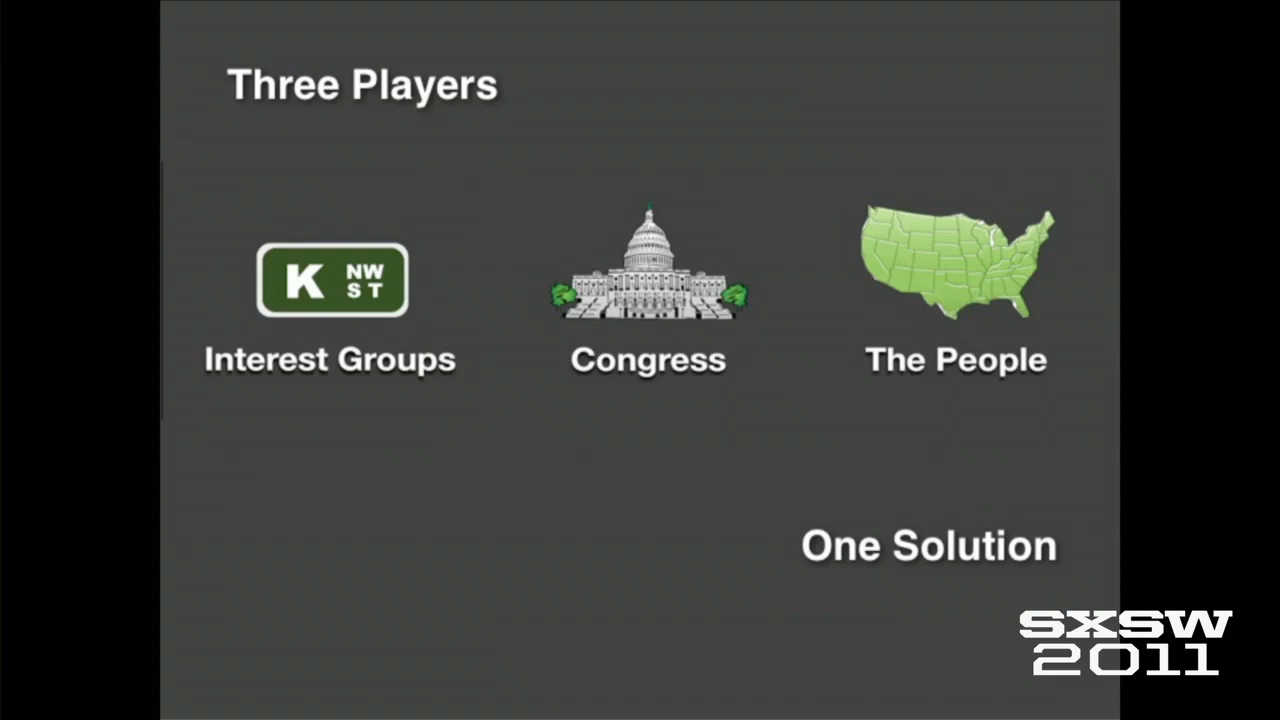 Three Players
K NW
ST
Interest Groups
Congress
The People
One Solution
SXSW
2011